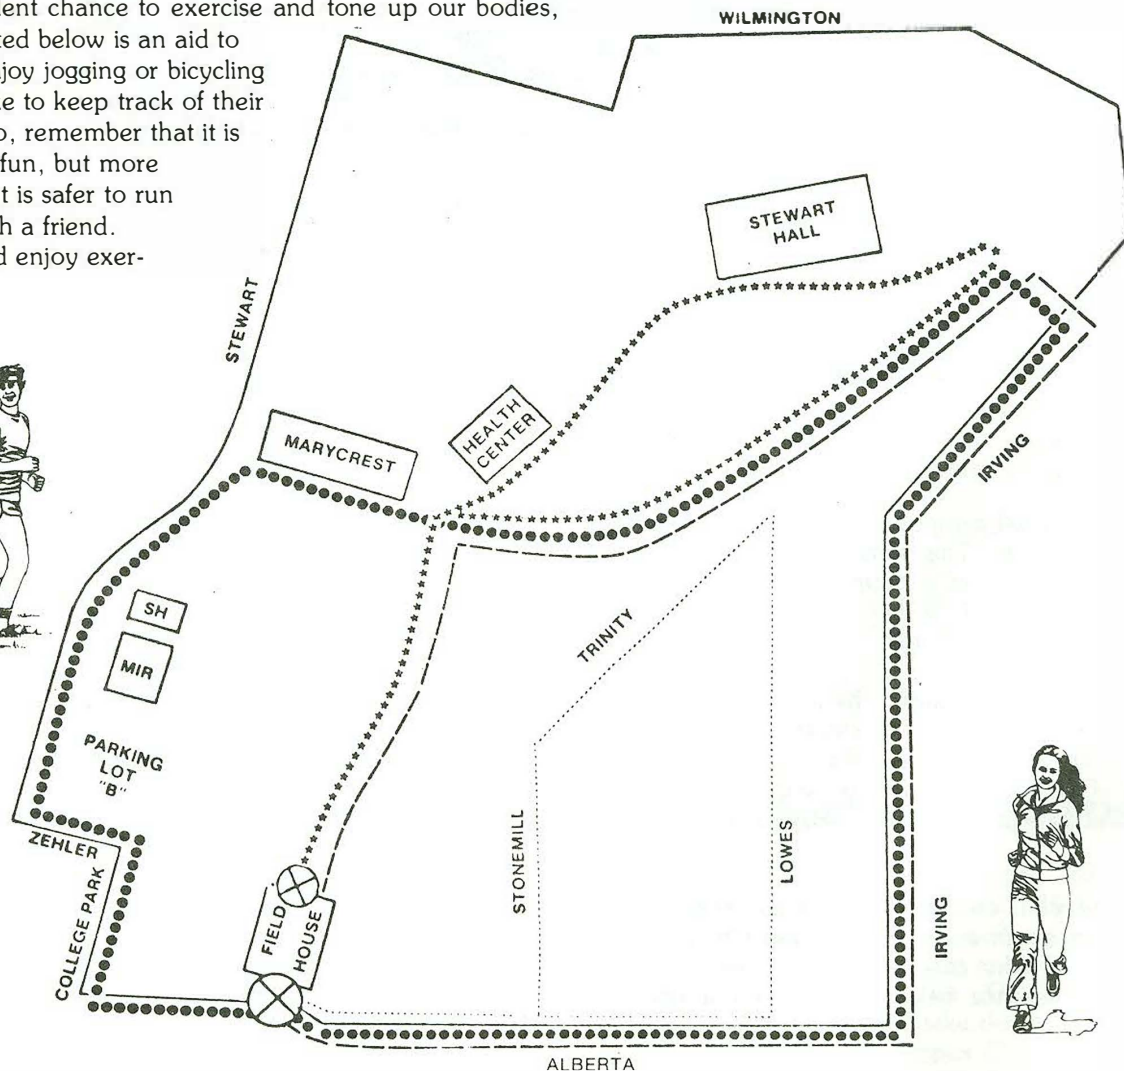 ent chance to exercise and tone up our bodies,
ted below is an aid to
joy jogging or bicycling
e to keep track of their
o, remember that it is
fun, but more
t is safer to run
h a friend.
d enjoy exer-
WILMINGTON
STEWART
HALL
STEWART
HEALTH
CENTER
MARYCREST
IRVING
SH
MIR
TRINITY
PARKING
LOT
"B"
ZEHLER
STONEMILL
LOWES
COLLEGE PARK
FIELD
HOUSE
IRVING
ALBERTA